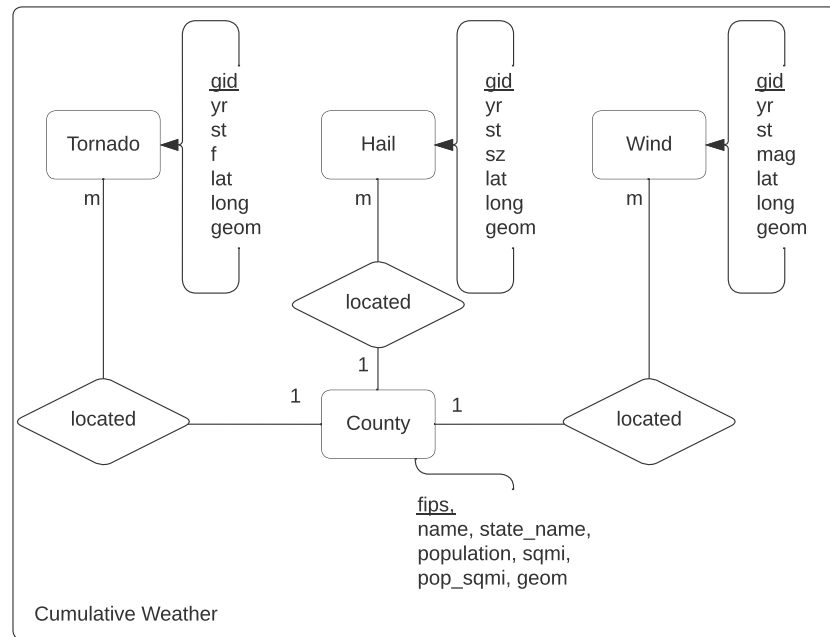 Tornado
gid
yr
st
f
lat
long
geom
Hail
gid
yr
st
sz
lat
long
geom
Wind
gid
yr
st
mag
lat
long
geom
m
m
m
located
1
located
1
County
1
located
fips,
name, state_name,
population, sqmi,
pop_sqmi, geom
Cumulative Weather